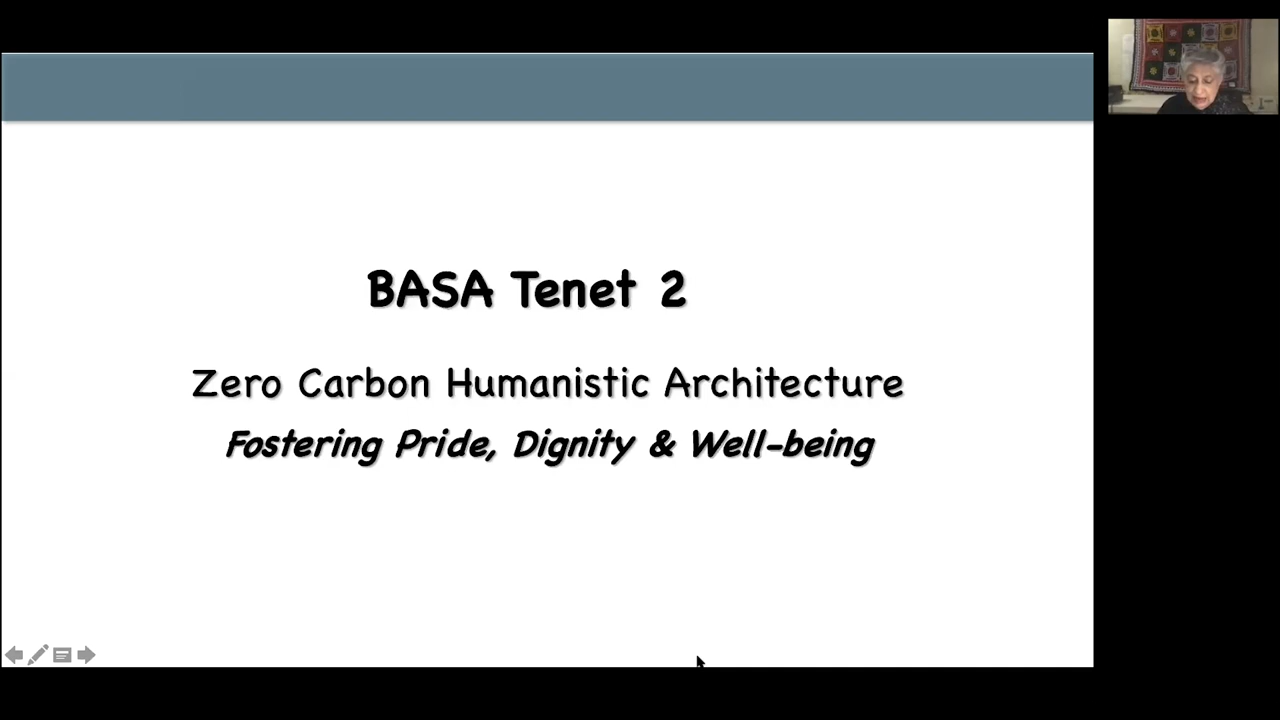 BASA Tenet 2
Zero Carbon Humanistic Architecture
Fostering Pride, Dignity & Well-being